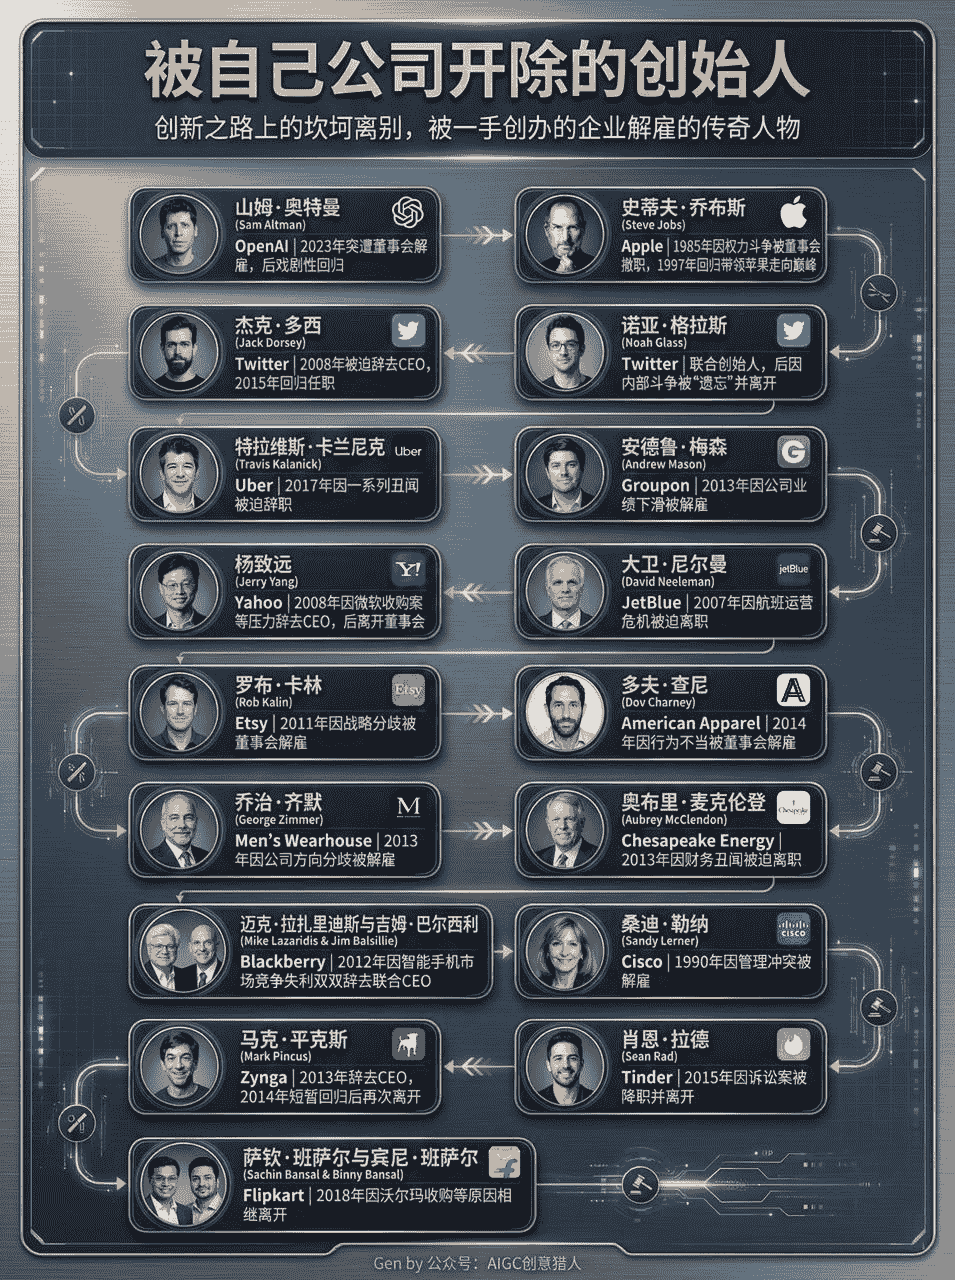 被自己公司开除的创始人
创新之路上的坎坷离别，被一手创办的企业解雇的传奇人物
山姆·奥特曼
(Sam Altman)
OpenAI | 2023年突遭董事会解
雇，后戏剧性回归
史蒂夫·乔布斯
(Steve Jobs)
Apple | 1985年因权力斗争被董事会
撤职，1997年回归带领苹果走向巅峰
杰克·多西
(Jack Dorsey)
Twitter | 2008年被迫辞去CEO,
2015年回归任职
诺亚·格拉斯
(Noah Glass)
Twitter | 联合创始人，后因
内部斗争被“遗忘”并离开
特拉维斯·卡兰尼克
Uber
(Travis Kalanick)
Uber | 2017年因一系列丑闻
被迫辞职
安德鲁·梅森
G
(Andrew Mason)
Groupon | 2013年因公司业
绩下滑被解雇
杨致远
Y!
(Jerry Yang)
Yahoo | 2008年因微软收购案
等压力辞去CEO，后离开董事会
大卫·尼尔曼
jetBlue
(David Neeleman)
JetBlue | 2007年因航班运营
危机被迫离职
罗布·卡林
Etsy
(Rob Kalin)
Etsy | 2011年因战略分歧被
董事会解雇
多夫·查尼
A
(Dov Charney)
American Apparel | 2014
年因行为不当被董事会解雇
乔治·齐默
M
(George Zimmer)
Men's Wearhouse | 2013
年因公司方向分歧被解雇
奥布里·麦克伦登
Chesapeake
(Aubrey McClendon)
Chesapeake Energy |
2013年因财务丑闻被迫离职
迈克·拉扎里迪斯与吉姆·巴尔西利
(Mike Lazaridis & Jim Balsillie)
Blackberry | 2012年因智能手机市
场竞争失利双双辞去联合CEO
桑迪·勒纳
CISCO
(Sandy Lerner)
Cisco | 1990年因管理冲突被
解雇
马克·平克斯
(Mark Pincus)
Zynga | 2013年辞去CEO，
2014年短暂回归后再次离开
肖恩·拉德
(Sean Rad)
Tinder | 2015年因诉讼案被
降职并离开
萨钦·班萨尔与宾尼·班萨尔
f
(Sachin Bansal & Binny Bansal)
Flipkart | 2018年因沃尔玛收购等原因相
继离开
Gen by 公众号：AIGC创意猎人